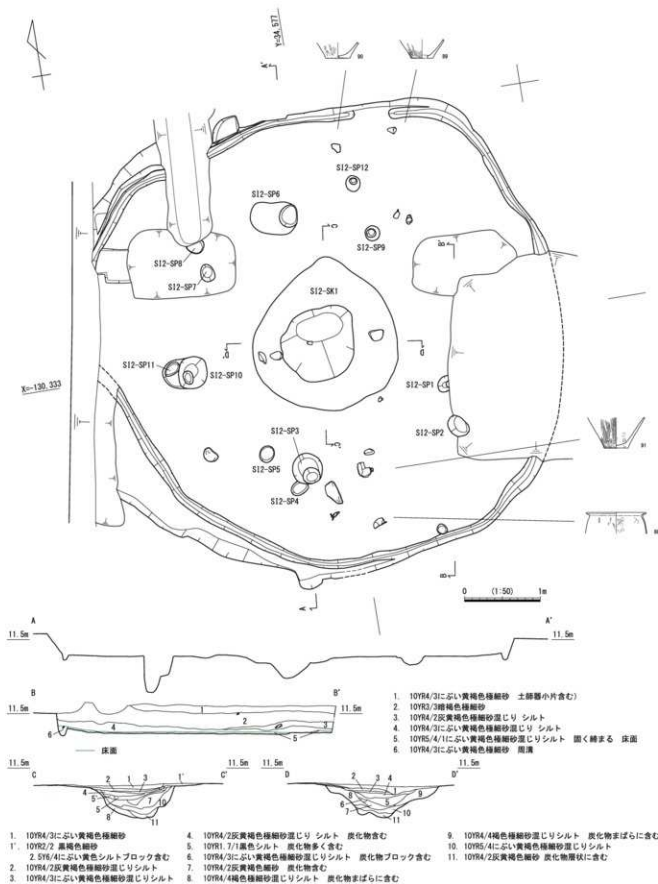 Y=34,577
A'
89
SI2-SP12
SI2-SP6
C
SI2-SP9
B'
SI2-SP8
SI2-SP7
SI2-SK1
X=-130,333
D'
D
SI2-SP11
SI2-SP10
SI2-SP1
SI2-SP2
SI2-SP3
C'
SI2-SP5
SI2-SP4
91
B
A
0 (1:50) 1m
A A'
11.5m 11.5m
B B'
11.5m 1 2 11.5m
6 4 5 3
床面
1. 10YR4/3にぶい黄褐色極細砂 土師器小片含む)
2. 10YR3/3暗褐色極細砂
3. 10YR4/2灰黄褐色極細砂混じり シルト
4. 10YR4/3にぶい黄褐色極細砂混じり シルト
5. 10YR5/4/1にぶい黄褐色極細砂混じりシルト 固く締まる 床面
6. 10YR4/3にぶい黄褐色極細砂 周溝
C C' D D'
11.5m 11.5m 11.5m 11.5m
1. 10YR4/3にぶい黄褐色極細砂
1'. 10YR2/2 黒褐色細砂
2.5Y6/4にぶい黄色シルトブロック含む
2. 10YR4/2灰黄褐色極細砂混じりシルト
3. 10YR4/3にぶい黄褐色極細砂混じりシルト
4. 10YR4/2灰黄褐色極細砂混じり シルト 炭化物含む
5. 10YR1.7/1黒色シルト 炭化物多く含む
6. 10YR4/3にぶい黄褐色極細砂混じりシルト 炭化物ブロック含む
7. 10YR4/2灰黄褐色極細砂 炭化物含む
8. 10YR4/4褐色極細砂混じりシルト 炭化物まばらに含む
9. 10YR4/4褐色極細砂混じりシルト 炭化物まばらに含む
10. 10YR5/4にぶい黄褐色極細砂混じりシルト
11. 10YR4/2灰黄褐色極細砂 炭化物層状に含む